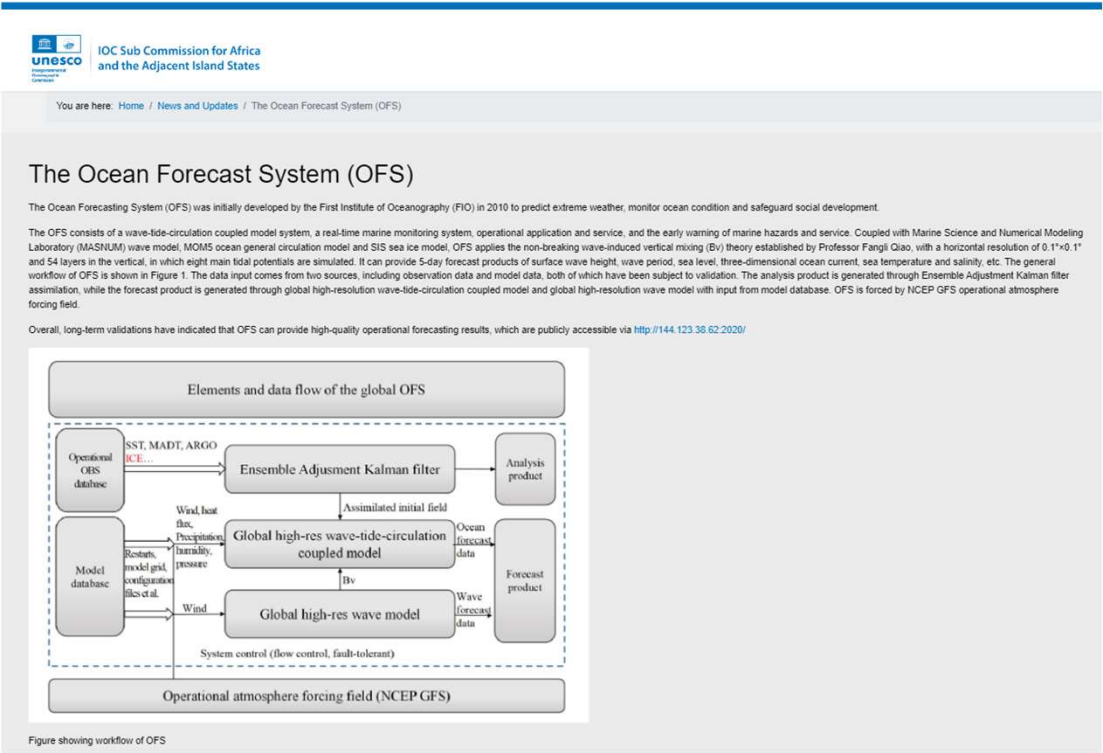 unesco
Intergovernmental
Oceanographic
Commission
IOC Sub Commission for Africa
and the Adjacent Island States
You are here: Home / News and Updates / The Ocean Forecast System (OFS)
The Ocean Forecast System (OFS)
The Ocean Forecasting System (OFS) was initially developed by the First Institute of Oceanography (FIO) in 2010 to predict extreme weather, monitor ocean condition and safeguard social development.
The OFS consists of a wave-tide-circulation coupled model system, a real-time marine monitoring system, operational application and service, and the early warning of marine hazards and service. Coupled with Marine Science and Numerical Modeling
Laboratory (MASNUM) wave model, MOM5 ocean general circulation model and SIS sea ice model, OFS applies the non-breaking wave-induced vertical mixing (Bv) theory established by Professor Fangli Qiao, with a horizontal resolution of 0.1°×0.1°
and 54 layers in the vertical, in which eight main tidal potentials are simulated. It can provide 5-day forecast products of surface wave height, wave period, sea level, three-dimensional ocean current, sea temperature and salinity, etc. The general
workflow of OFS is shown in Figure 1. The data input comes from two sources, including observation data and model data, both of which have been subject to validation. The analysis product is generated through Ensemble Adjustment Kalman filter
assimilation, while the forecast product is generated through global high-resolution wave-tide-circulation coupled model and global high-resolution wave model with input from model database. OFS is forced by NCEP GFS operational atmosphere
forcing field.
Overall, long-term validations have indicated that OFS can provide high-quality operational forecasting results, which are publicly accessible via http://144.123.38.62:2020/
Elements and data flow of the global OFS
Operational
OBS
database
SST, MADT, ARGO
ICE...
Ensemble Adjusment Kalman filter
Analysis
product
Assimilated initial field
Model
database
Restarts,
model grid,
configuration
files et al.
Wind, heat
flux,
Precipitation,
humidity,
pressure
Global high-res wave-tide-circulation
coupled model
Ocean
forecast
data
Forecast
product
Bv
Wind
Global high-res wave model
Wave
forecast
data
System control (flow control, fault-tolerant)
Operational atmosphere forcing field (NCEP GFS)
Figure showing workflow of OFS